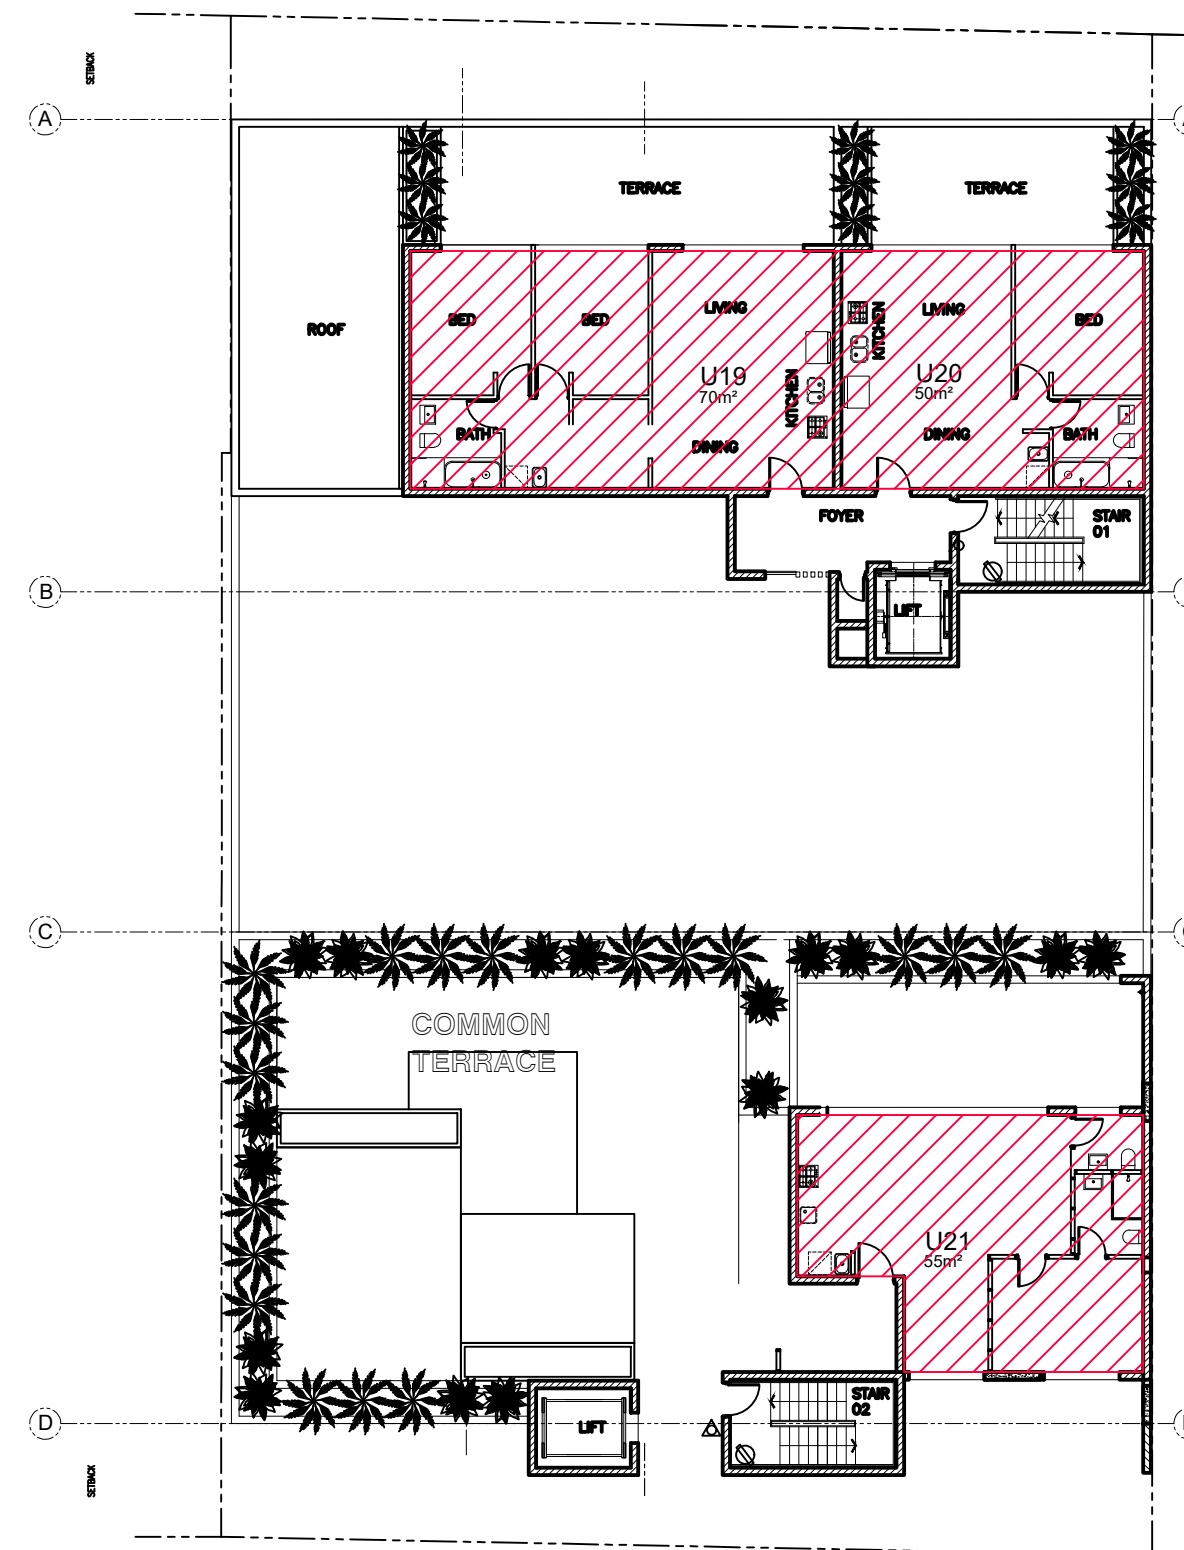 SETBACK
A
TERRACE
TERRACE
ROOF
BED
BED
LIVING
KITCHEN
LIVING
BED
U19
70m²
KITCHEN
U20
50m²
BATH
DINING
DINING
BATH
FOYER
STAIR
01
B
LIFT
C
COMMON
TERRACE
U21
55m²
STAIR
02
D
LIFT
SETBACK